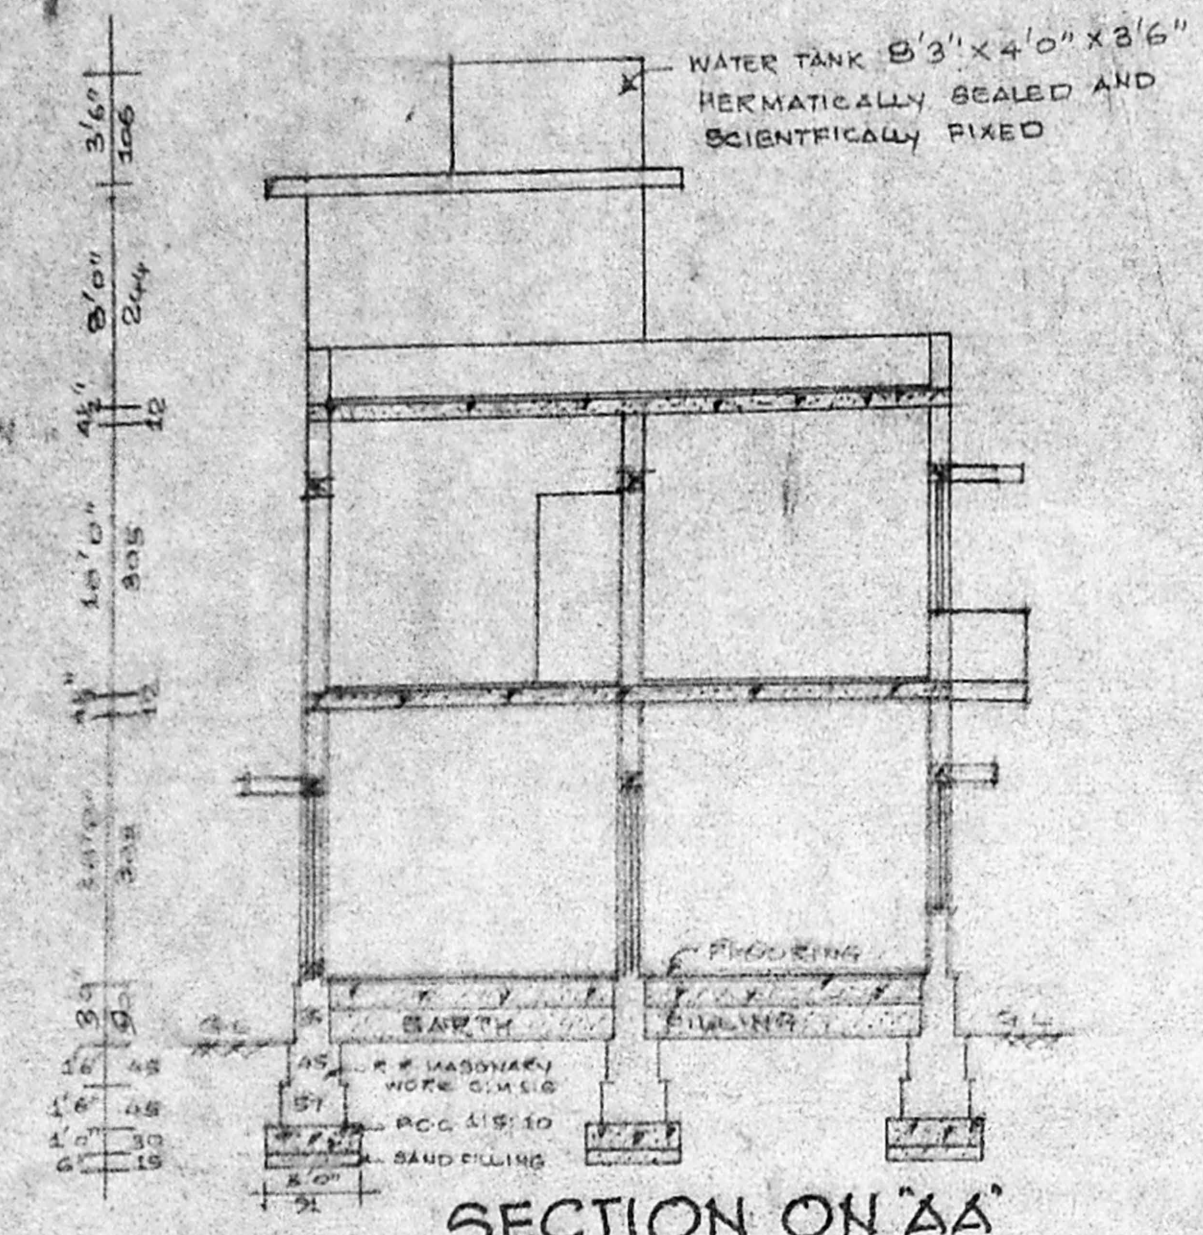 WATER TANK 8'3" X 4'0" X 3'6"
HERMATICALLY SEALED AND
SCIENTFICALLY FIXED
3'6"
106
8'0"
244
4½"
12
10'0"
305
4½"
12
10'0"
305
3'0"
91
G.L
G.L
FLOORING
EARTH FILLING
1'6" 45
1'6" 45
1'0" 30
6" 15
45
57
R R MASONARY
WORK C:M 1:6
P.C.C 1:5:10
SAND FILLING
3'0"
91
SECTION ON "AA"